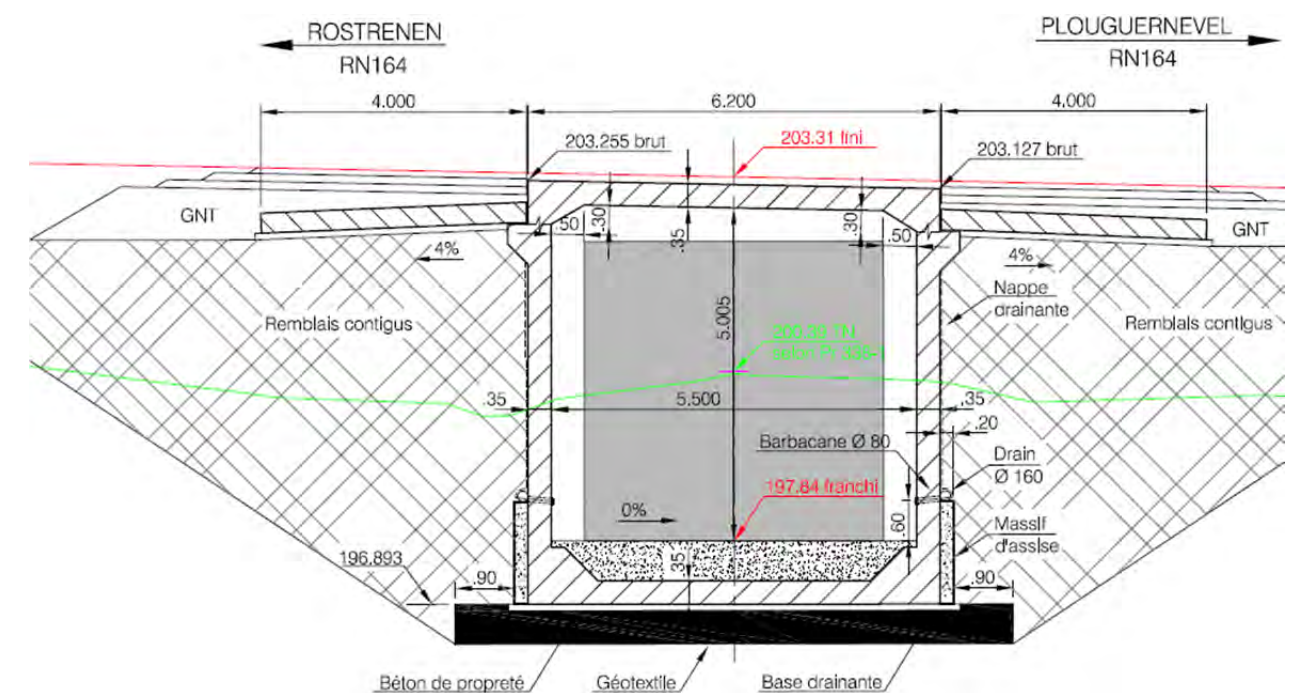 ROSTRENEN
RN164
PLOUGUERNEVEL
RN164
4.000
6.200
4.000
203.255 brut
203.31 fini
203.127 brut
GNT
.50
.30
.35
.30
.50
GNT
4%
4%
Nappe
drainante
Remblais contigus
5.005
Remblais contigus
.35
5.500
.35
.20
Barbacane Ø 80
Drain
Ø 160
197.84 franchi
0%
.60
Massif
d'assise
196.893
.35
.90
.90
Béton de propreté
Géotextile
Base drainante